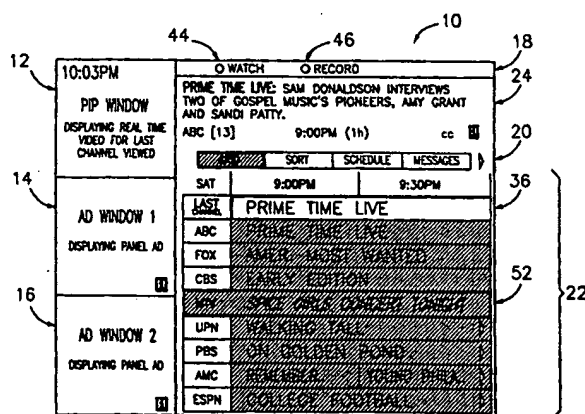 44
46
10
12
10:03PM
WATCH
RECORD
18
24
PIP WINDOW
DISPLAYING REAL TIME
VIDEO FOR LAST
CHANNEL VIEWED
PRIME TIME LIVE: SAM DONALDSON INTERVIEWS
TWO OF GOSPEL MUSIC'S PIONEERS, AMY GRANT
AND SANDI PATTY.
ABC [13] 9:00PM (1h) cc
20
SORT SCHEDULE MESSAGES
14
SAT 9:00PM 9:30PM
36
AD WINDOW 1
DISPLAYING PANEL AD
LAST CHANNEL PRIME TIME LIVE
ABC PRIME TIME LIVE
FOX AMER. MOST WANTED
CBS EARLY EDITION
52
22
16
MTV SPICE GIRLS CONCERT TONIGHT
AD WINDOW 2
DISPLAYING PANEL AD
UPN WALKING TALL
PBS ON GOLDEN POND
AMC REMEMBER. YOUNG PHILA.
ESPN COLLEGE FOOTBALL